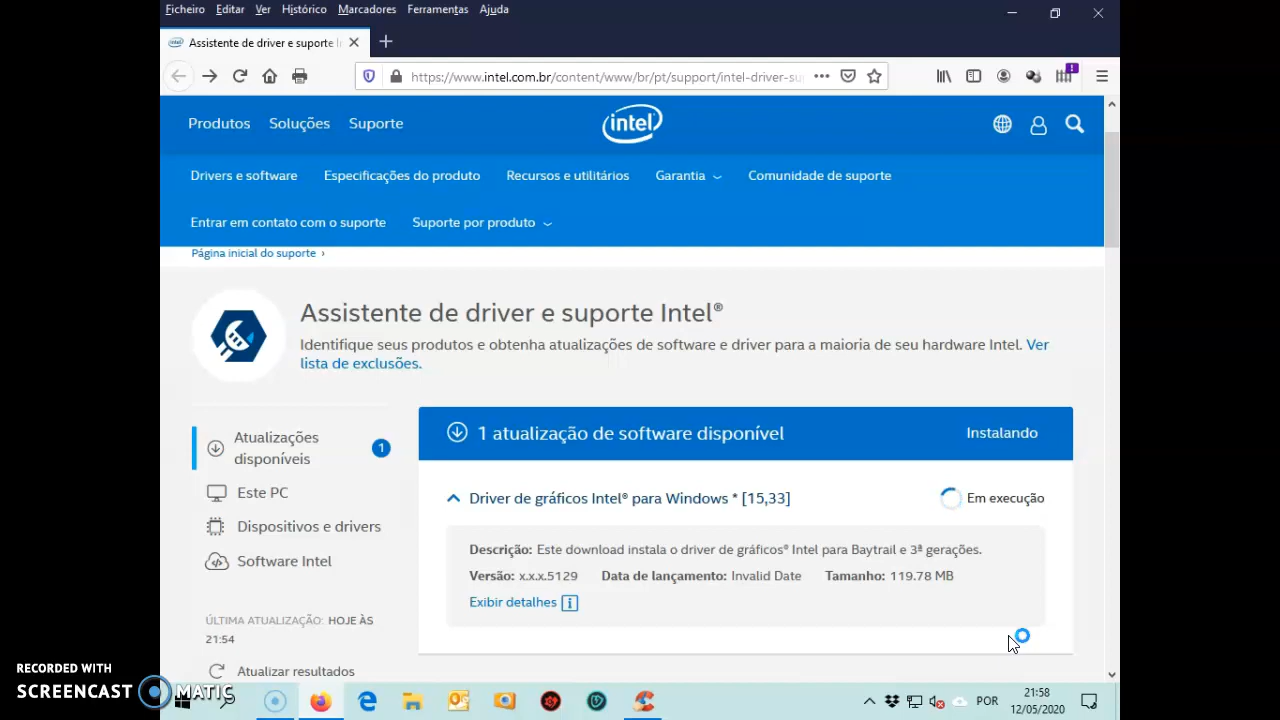 Ficheiro Editar Ver Histórico Marcadores Ferramentas Ajuda
Assistente de driver e suporte I
https://www.intel.com.br/content/www/br/pt/support/intel-driver-su
Produtos Soluções Suporte
intel
Drivers e software Especificações do produto Recursos e utilitários Garantia Comunidade de suporte
Entrar em contato com o suporte Suporte por produto
Página inicial do suporte ›
Assistente de driver e suporte Intel®
Identifique seus produtos e obtenha atualizações de software e driver para a maioria de seu hardware Intel. Ver
lista de exclusões.
Atualizações
disponíveis
1
Este PC
Dispositivos e drivers
Software Intel
ÚLTIMA ATUALIZAÇÃO: HOJE ÀS
21:54
Atualizar resultados
1 atualização de software disponível Instalando
Driver de gráficos Intel® para Windows * [15,33] Em execução
Descrição: Este download instala o driver de gráficos® Intel para Baytrail e 3ª gerações.
Versão: x.x.x.5129 Data de lançamento: Invalid Date Tamanho: 119.78 MB
Exibir detalhes
RECORDED WITH
SCREENCAST MATIC
POR
21:58
12/05/2020